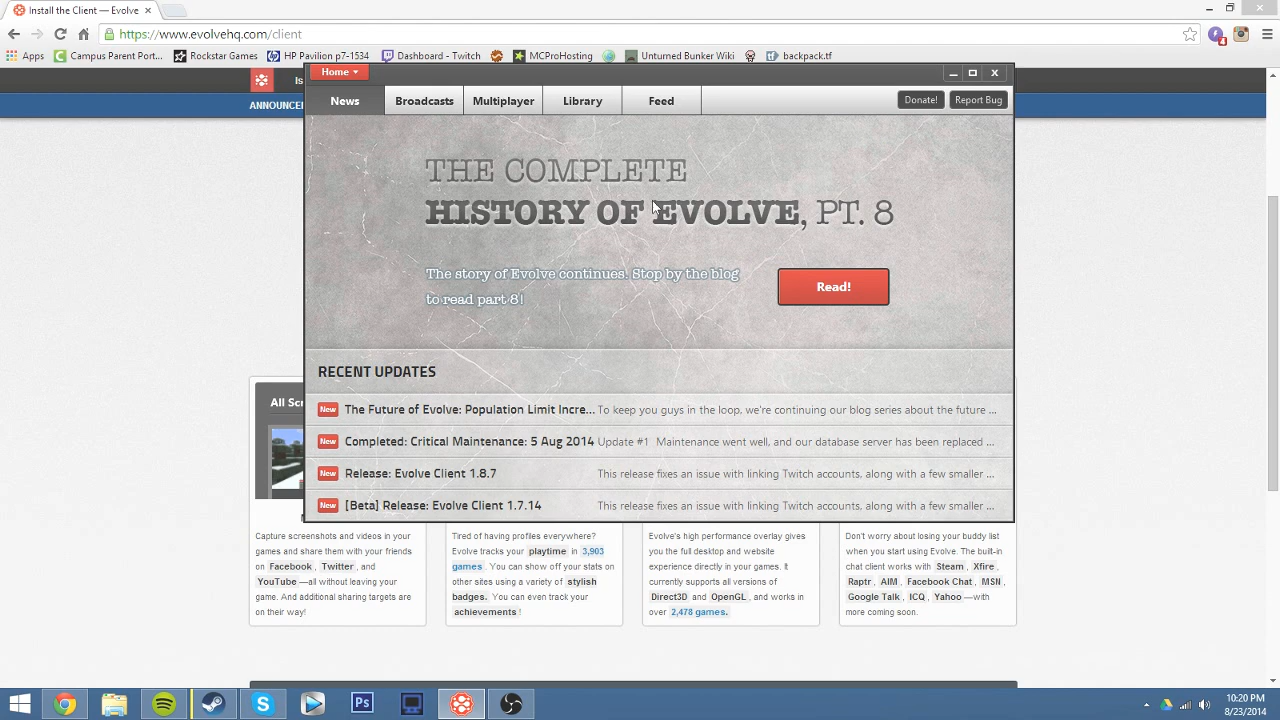 Install the Client — Evolve
https://www.evolvehq.com/client
Apps
Campus Parent Port...
Rockstar Games
HP Pavilion p7-1534
Dashboard - Twitch
MCProHosting
Unturned Bunker Wiki
backpack.tf
4
Home
Is
ANNOUNCE
News
Broadcasts
Multiplayer
Library
Feed
Donate!
Report Bug
THE COMPLETE
HISTORY OF EVOLVE, PT. 8
The story of Evolve continues. Stop by the blog
to read part 8!
Read!
RECENT UPDATES
New The Future of Evolve: Population Limit Incre... To keep you guys in the loop, we're continuing our blog series about the future ...
New Completed: Critical Maintenance: 5 Aug 2014 Update #1 Maintenance went well, and our database server has been replaced ...
New Release: Evolve Client 1.8.7 This release fixes an issue with linking Twitch accounts, along with a few smaller ...
New [Beta] Release: Evolve Client 1.7.14 This release fixes an issue with linking Twitch accounts, along with a few smaller ...
All Scr
Capture screenshots and videos in your
games and share them with your friends
on Facebook , Twitter , and
YouTube —all without leaving your
game. And additional sharing targets are
on their way!
Tired of having profiles everywhere?
Evolve tracks your playtime in 3,903
games . You can show off your stats on
other sites using a variety of stylish
badges. You can even track your
achievements !
Evolve's high performance overlay gives
you the full desktop and website
experience directly in your games. It
currently supports all versions of
Direct3D and OpenGL , and works in
over 2,478 games.
Don't worry about losing your buddy list
when you start using Evolve. The built-in
chat client works with Steam , Xfire ,
Raptr , AIM , Facebook Chat , MSN ,
Google Talk , ICQ , Yahoo —with
more coming soon.
Ps
10:20 PM
8/23/2014